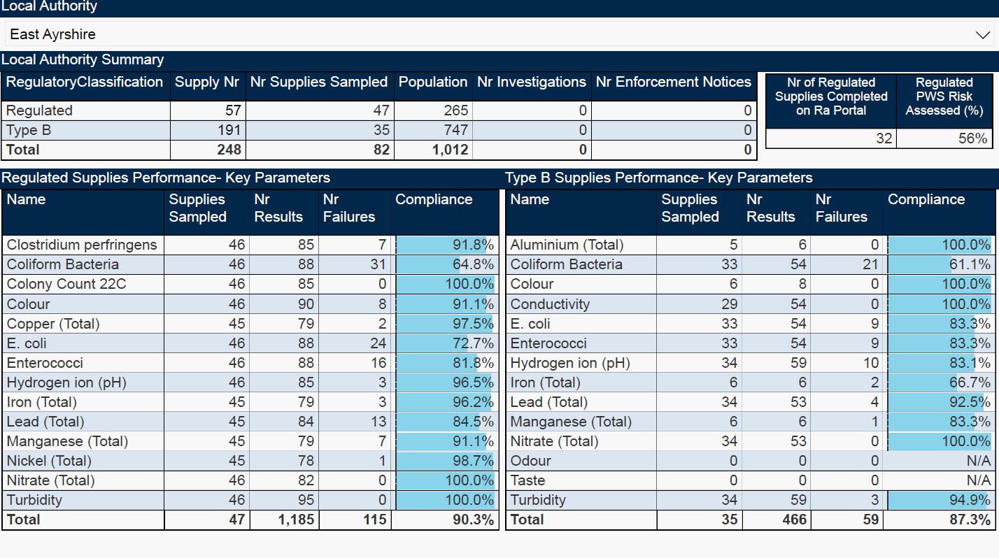 Local Authority
East Ayrshire
Local Authority Summary
RegulatoryClassification Supply Nr Nr Supplies Sampled Population Nr Investigations Nr Enforcement Notices
Regulated 57 47 265 0 0
Type B 191 35 747 0 0
Total 248 82 1,012 0 0
Nr of Regulated Regulated
Supplies Completed PWS Risk
on Ra Portal Assessed (%)
32 56%
Regulated Supplies Performance- Key Parameters
Name Supplies Nr Nr Compliance
Sampled Results Failures
Clostridium perfringens 46 85 7 91.8%
Coliform Bacteria 46 88 31 64.8%
Colony Count 22C 46 85 0 100.0%
Colour 46 90 8 91.1%
Copper (Total) 45 79 2 97.5%
E. coli 46 88 24 72.7%
Enterococci 46 88 16 81.8%
Hydrogen ion (pH) 46 85 3 96.5%
Iron (Total) 45 79 3 96.2%
Lead (Total) 45 84 13 84.5%
Manganese (Total) 45 79 7 91.1%
Nickel (Total) 45 78 1 98.7%
Nitrate (Total) 46 82 0 100.0%
Turbidity 46 95 0 100.0%
Total 47 1,185 115 90.3%
Type B Supplies Performance- Key Parameters
Name Supplies Nr Nr Compliance
Sampled Results Failures
Aluminium (Total) 5 6 0 100.0%
Coliform Bacteria 33 54 21 61.1%
Colour 6 8 0 100.0%
Conductivity 29 54 0 100.0%
E. coli 33 54 9 83.3%
Enterococci 33 54 9 83.3%
Hydrogen ion (pH) 34 59 10 83.1%
Iron (Total) 6 6 2 66.7%
Lead (Total) 34 53 4 92.5%
Manganese (Total) 6 6 1 83.3%
Nitrate (Total) 34 53 0 100.0%
Odour 0 0 0 N/A
Taste 0 0 0 N/A
Turbidity 34 59 3 94.9%
Total 35 466 59 87.3%